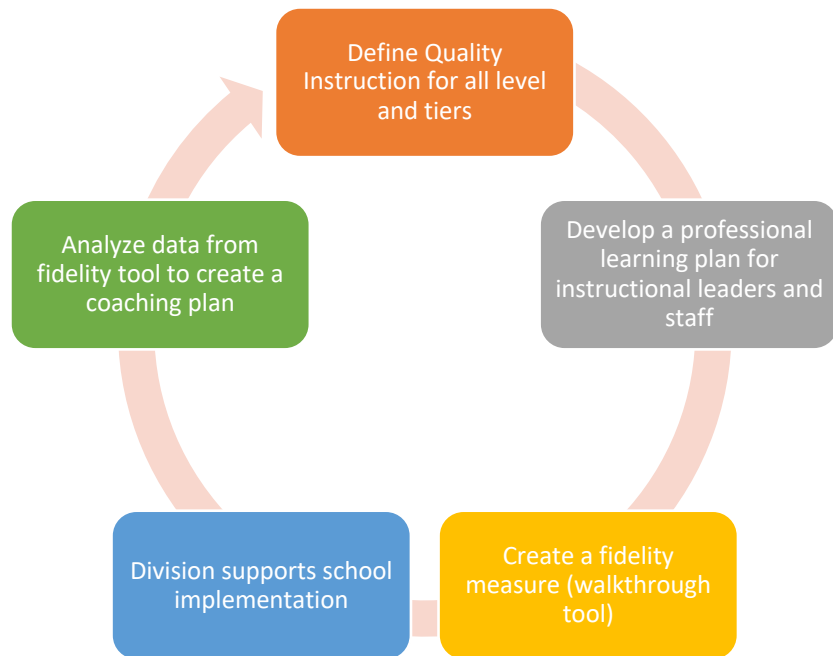 Define Quality
Instruction for all level
and tiers
Develop a professional
learning plan for
instructional leaders and
staff
Create a fidelity
measure (walkthrough
tool)
Division supports school
implementation
Analyze data from
fidelity tool to create a
coaching plan